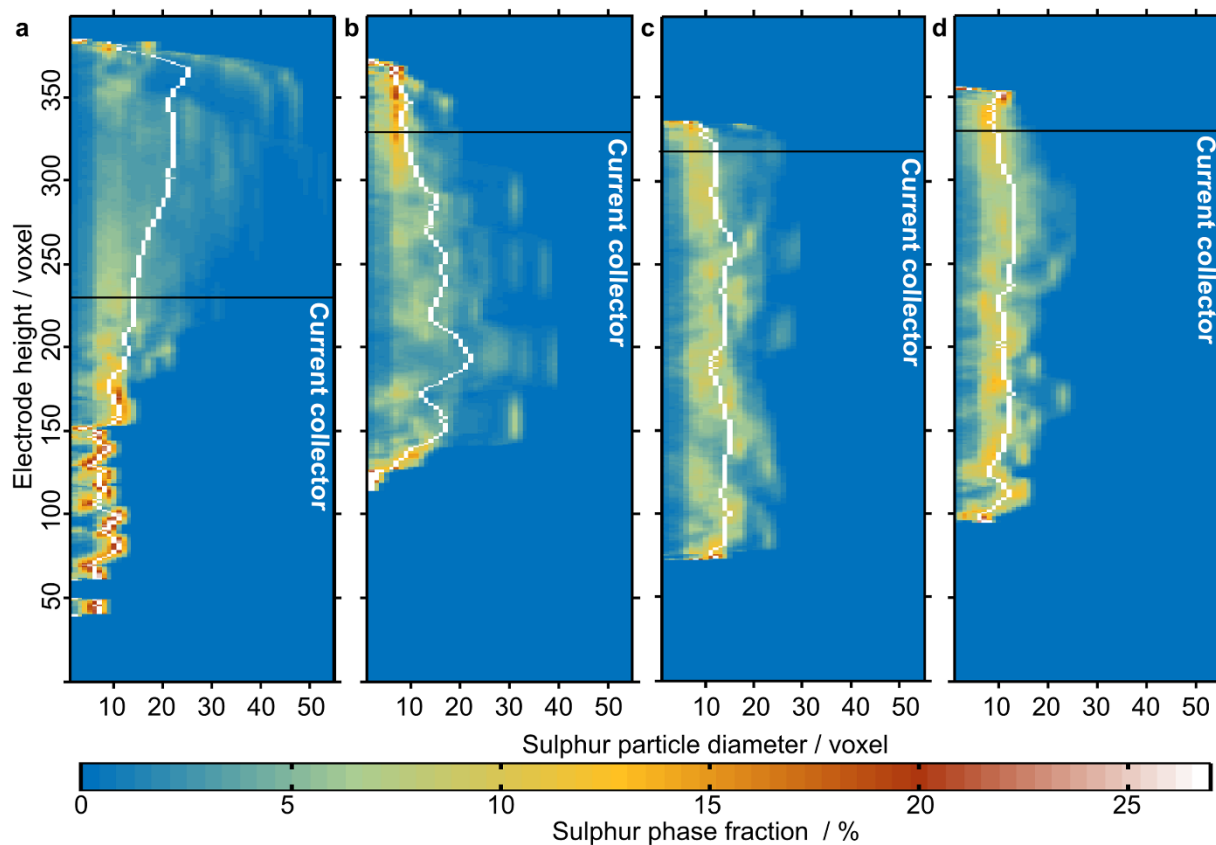 a b c d
Electrode height / voxel
350
300
250
200
150
100
50
Current collector
Current collector
Current collector
Current collector
10 20 30 40 50 10 20 30 40 50 10 20 30 40 50 10 20 30 40 50
Sulphur particle diameter / voxel
0 5 10 15 20 25
Sulphur phase fraction / %